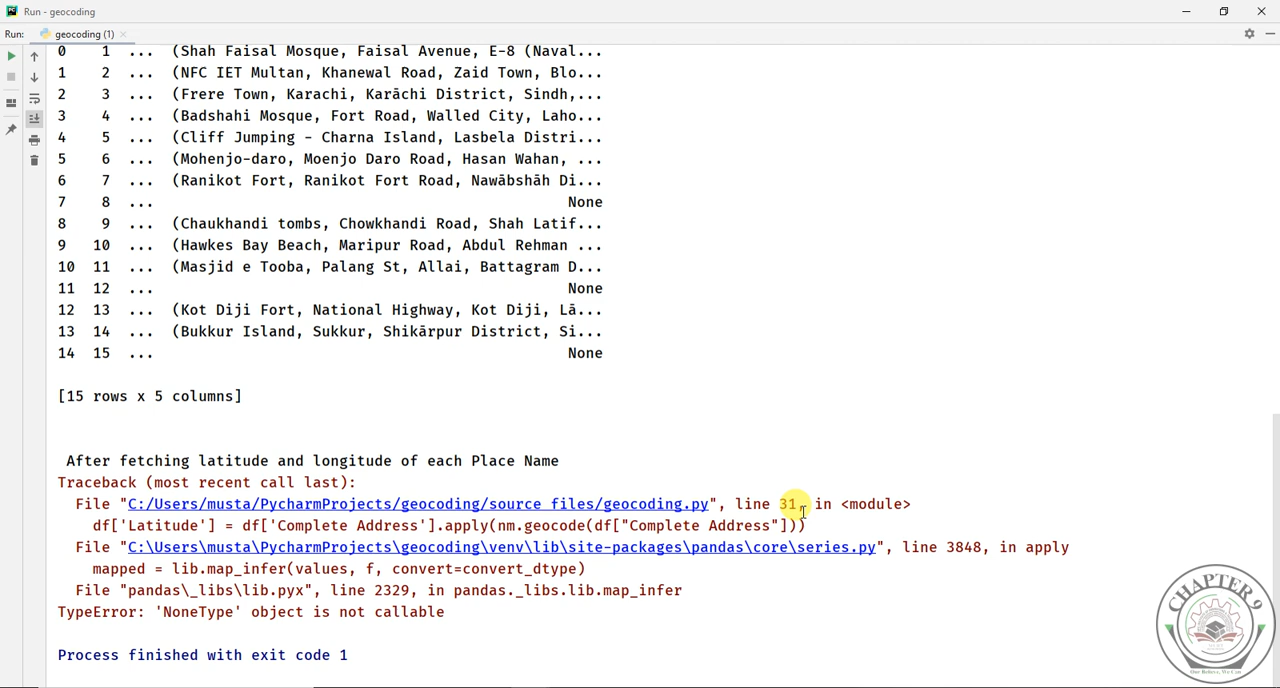 Run - geocoding
Run: geocoding (1)
0 1 ... (Shah Faisal Mosque, Faisal Avenue, E-8 (Naval...
1 2 ... (NFC IET Multan, Khanewal Road, Zaid Town, Blo...
2 3 ... (Frere Town, Karachi, Karāchi District, Sindh,...
3 4 ... (Badshahi Mosque, Fort Road, Walled City, Laho...
4 5 ... (Cliff Jumping - Charna Island, Lasbela Distri...
5 6 ... (Mohenjo-daro, Moenjo Daro Road, Hasan Wahan, ...
6 7 ... (Ranikot Fort, Ranikot Fort Road, Nawābshāh Di...
7 8 ... None
8 9 ... (Chaukhandi tombs, Chowkhandi Road, Shah Latif...
9 10 ... (Hawkes Bay Beach, Maripur Road, Abdul Rehman ...
10 11 ... (Masjid e Tooba, Palang St, Allai, Battagram D...
11 12 ... None
12 13 ... (Kot Diji Fort, National Highway, Kot Diji, Lā...
13 14 ... (Bukkur Island, Sukkur, Shikārpur District, Si...
14 15 ... None
[15 rows x 5 columns]
After fetching latitude and longitude of each Place Name
Traceback (most recent call last):
File "C:/Users/musta/PycharmProjects/geocoding/source files/geocoding.py", line 31, in <module>
df['Latitude'] = df['Complete Address'].apply(nm.geocode(df["Complete Address"]))
File "C:\Users\musta\PycharmProjects\geocoding\venv\lib\site-packages\pandas\core\series.py", line 3848, in apply
mapped = lib.map_infer(values, f, convert=convert_dtype)
File "pandas\_libs\lib.pyx", line 2329, in pandas._libs.lib.map_infer
TypeError: 'NoneType' object is not callable
Process finished with exit code 1
CHAPTER 9
Our Believe, We Can